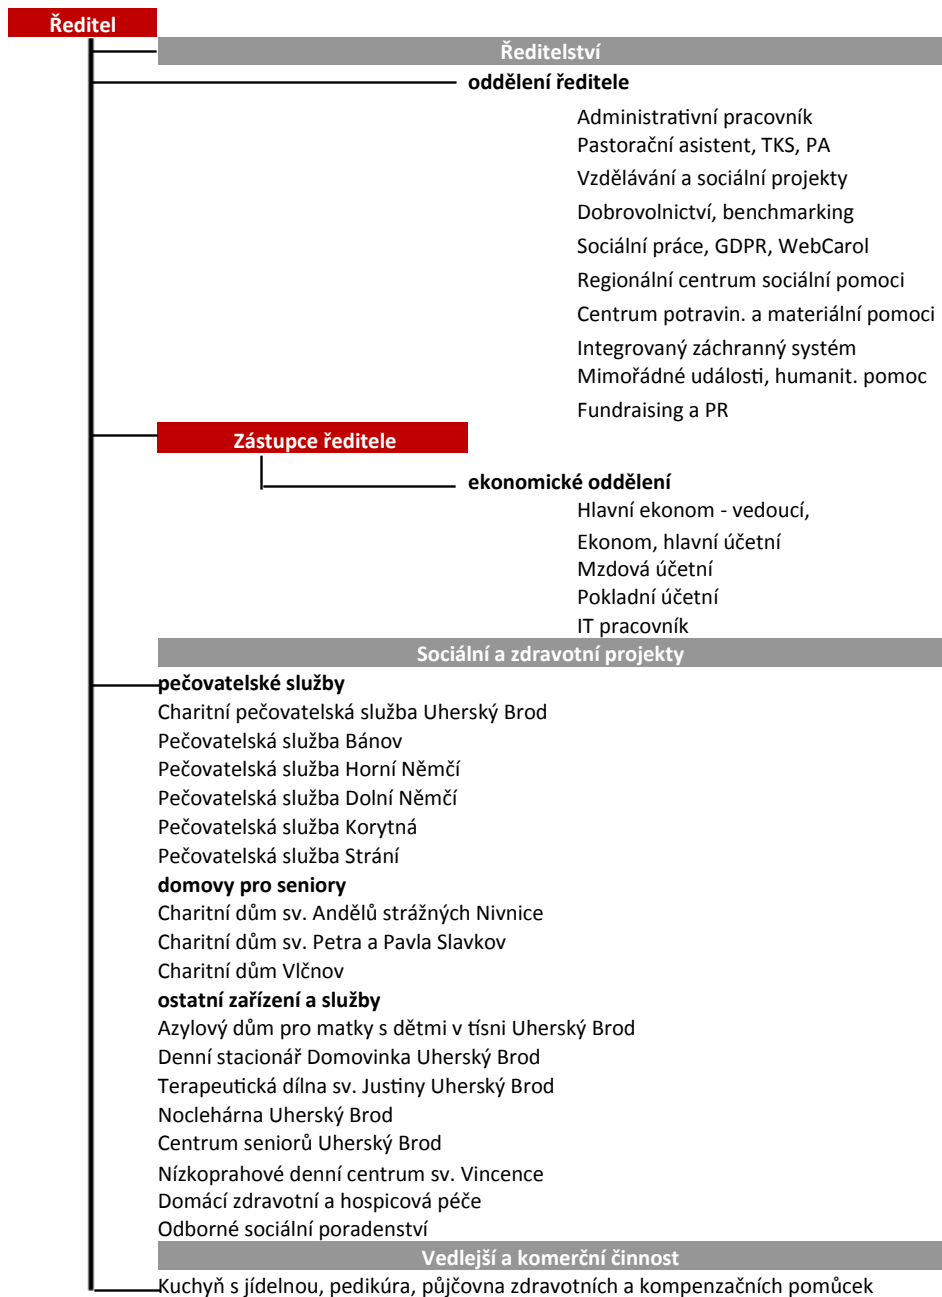 Ředitel
Ředitelství
oddělení ředitele
Administrativní pracovník
Pastorační asistent, TKS, PA
Vzdělávání a sociální projekty
Dobrovolnictví, benchmarking
Sociální práce, GDPR, WebCarol
Regionální centrum sociální pomoci
Centrum potravin. a materiální pomoci
Integrovaný záchranný systém
Mimořádné události, humanit. pomoc
Fundraising a PR
Zástupce ředitele
ekonomické oddělení
Hlavní ekonom - vedoucí,
Ekonom, hlavní účetní
Mzdová účetní
Pokladní účetní
IT pracovník
Sociální a zdravotní projekty
pečovatelské služby
Charitní pečovatelská služba Uherský Brod
Pečovatelská služba Bánov
Pečovatelská služba Horní Němčí
Pečovatelská služba Dolní Němčí
Pečovatelská služba Korytná
Pečovatelská služba Strání
domovy pro seniory
Charitní dům sv. Andělů strážných Nivnice
Charitní dům sv. Petra a Pavla Slavkov
Charitní dům Vlčnov
ostatní zařízení a služby
Azylový dům pro matky s dětmi v tísni Uherský Brod
Denní stacionář Domovinka Uherský Brod
Terapeutická dílna sv. Justiny Uherský Brod
Noclehárna Uherský Brod
Centrum seniorů Uherský Brod
Nízkoprahové denní centrum sv. Vincence
Domácí zdravotní a hospicová péče
Odborné sociální poradenství
Vedlejší a komerční činnost
Kuchyň s jídelnou, pedikúra, půjčovna zdravotních a kompenzačních pomůcek